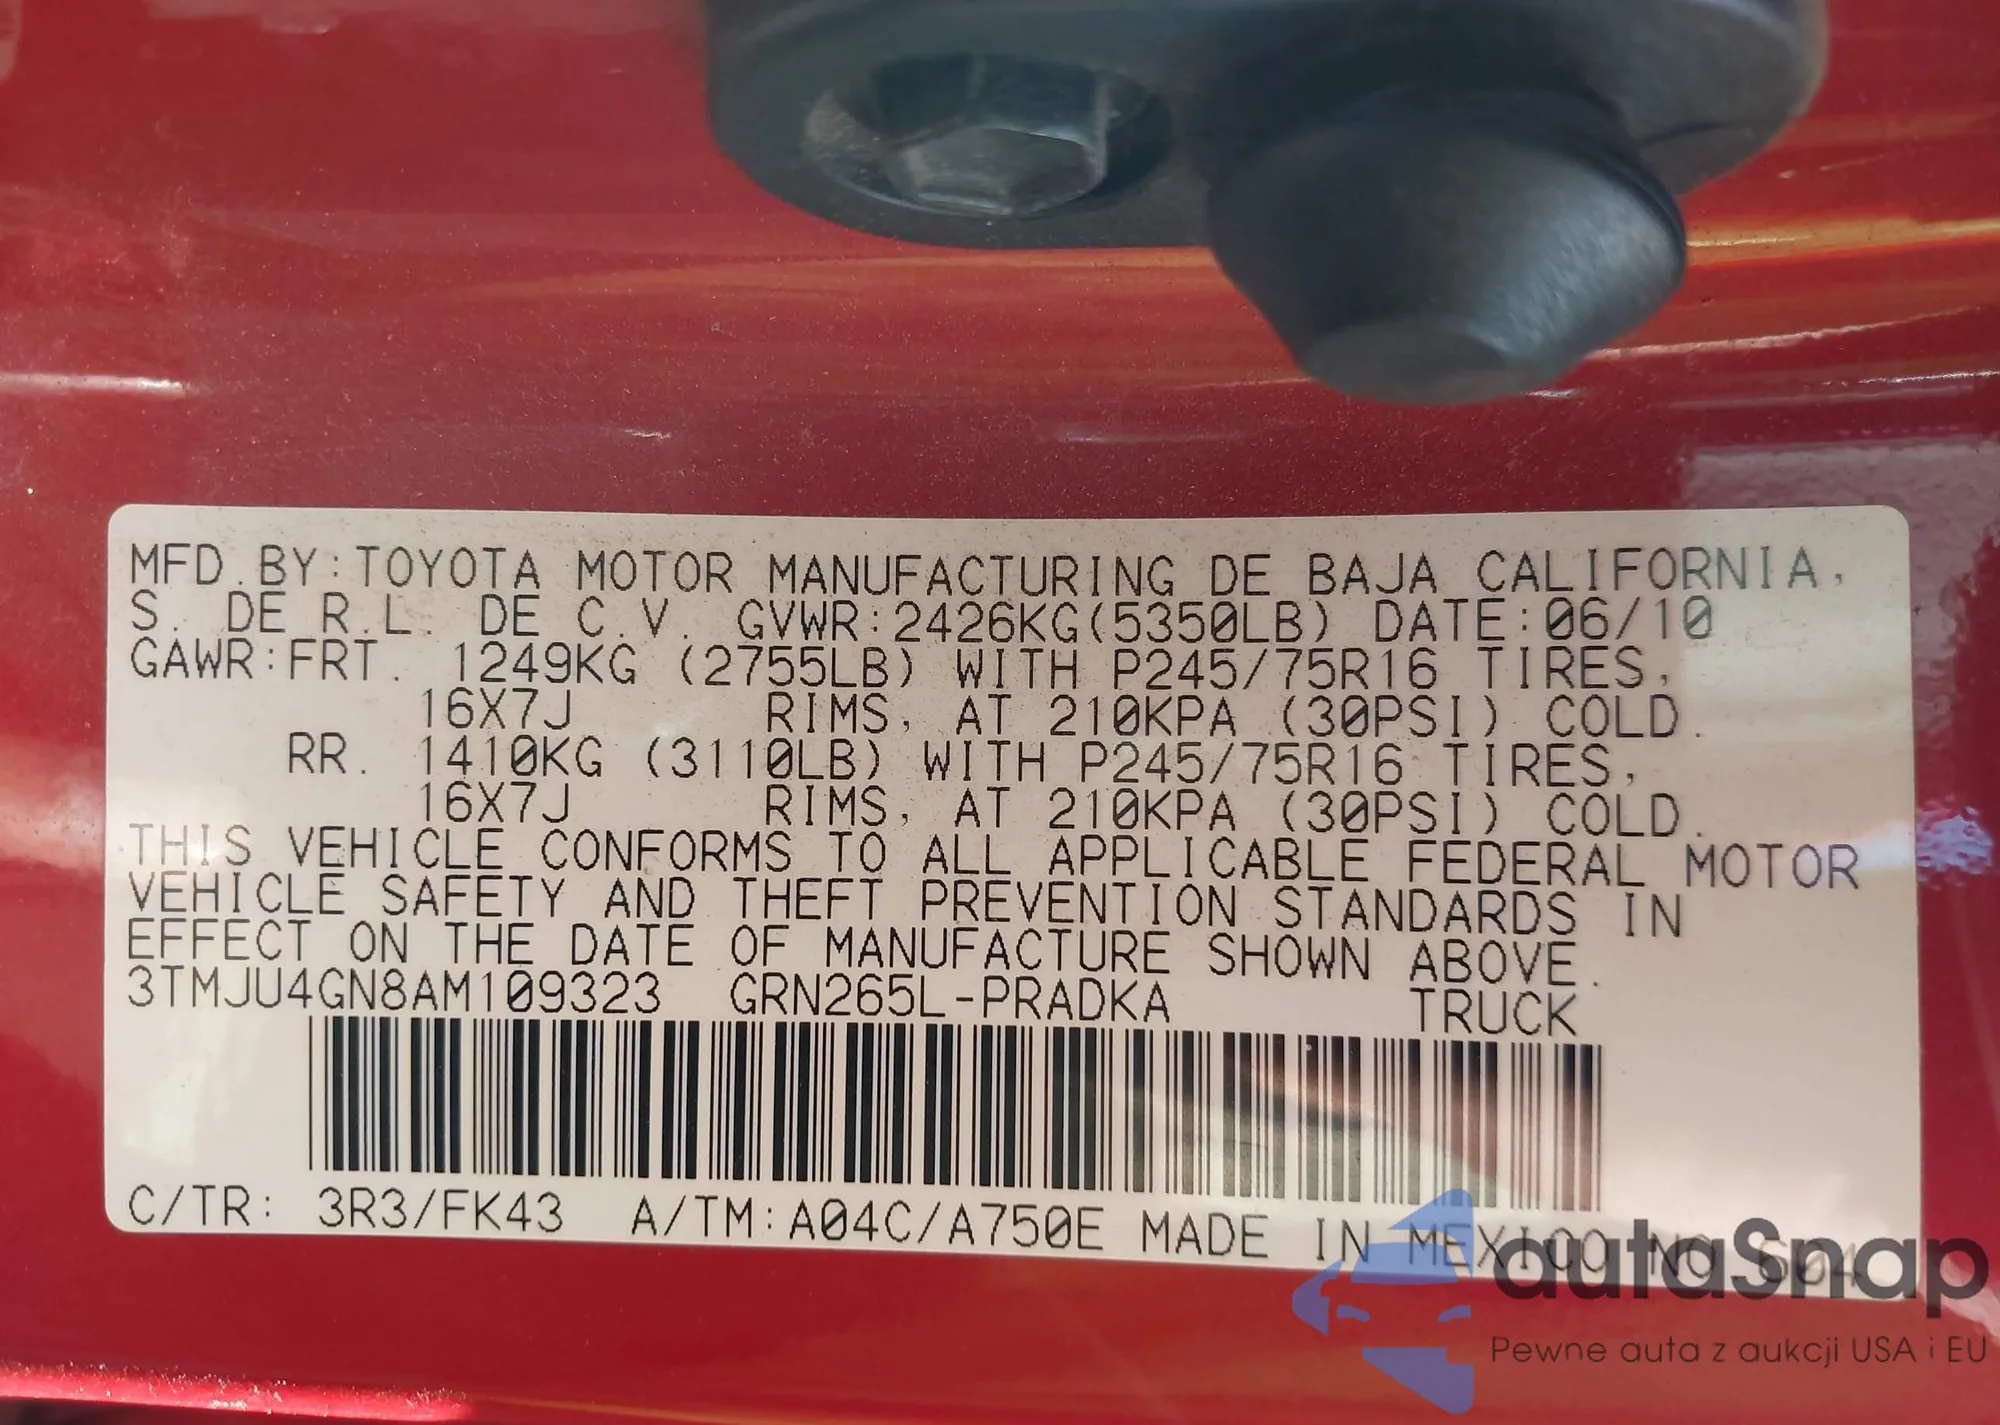 MFD.BY:TOYOTA MOTOR MANUFACTURING DE BAJA CALIFORNIA,
S. DE R.L. DE C.V. GVWR:2426KG(5350LB) DATE:06/10
GAWR:FRT. 1249KG (2755LB) WITH P245/75R16 TIRES,
16X7J RIMS, AT 210KPA (30PSI) COLD.
RR. 1410KG (3110LB) WITH P245/75R16 TIRES,
16X7J RIMS, AT 210KPA (30PSI) COLD.
THIS VEHICLE CONFORMS TO ALL APPLICABLE FEDERAL MOTOR
VEHICLE SAFETY AND THEFT PREVENTION STANDARDS IN
EFFECT ON THE DATE OF MANUFACTURE SHOWN ABOVE.
3TMJU4GN8AM109323 GRN265L-PRADKA TRUCK
C/TR: 3R3/FK43 A/TM:A04C/A750E MADE IN MEXICO NO 604
autaSnap
Pewne auta z aukcji USA i EU